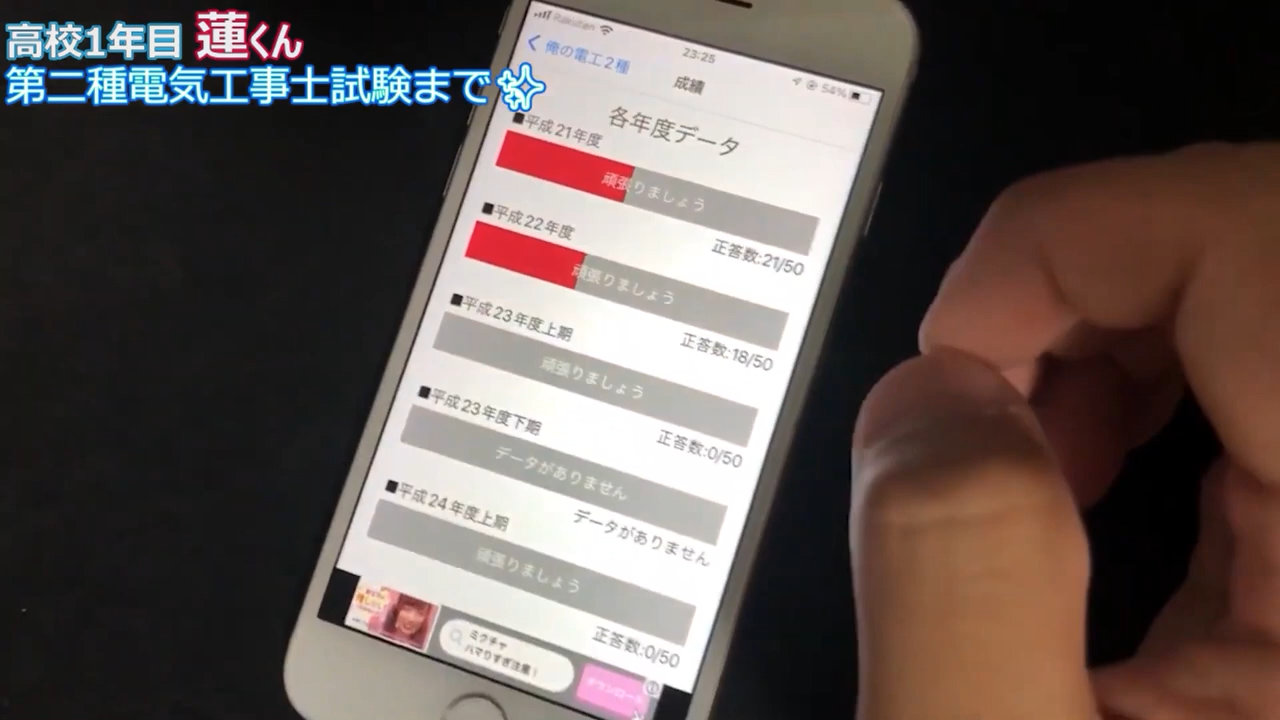 高校1年目 蓮くん
第二種電気工事士試験まで
Rakuten
23:25
54%
俺の電工2種
成績
各年度データ
■平成21年度
頑張りましょう
正答数:21/50
■平成22年度
頑張りましょう
正答数:18/50
■平成23年度上期
頑張りましょう
正答数:0/50
■平成23年度下期
データがありません
データがありません
■平成24年度上期
頑張りましょう
正答数:0/50
ミクチャ
ハマりすぎ注意!
ダウンロード